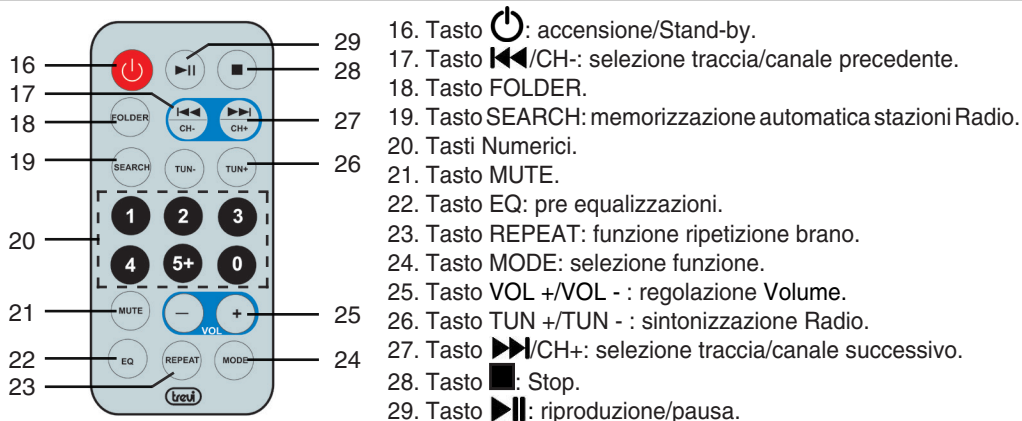 16
17
18
19
20
21
22
23
29
28
27
26
25
24
FOLDER
CH-
CH+
SEARCH
TUN-
TUN+
1
2
3
4
5+
0
MUTE
− +
VOL
EQ
REPEAT
MODE
trevi
16. Tasto ⏻: accensione/Stand-by.
17. Tasto ⏮/CH-: selezione traccia/canale precedente.
18. Tasto FOLDER.
19. Tasto SEARCH: memorizzazione automatica stazioni Radio.
20. Tasti Numerici.
21. Tasto MUTE.
22. Tasto EQ: pre equalizzazioni.
23. Tasto REPEAT: funzione ripetizione brano.
24. Tasto MODE: selezione funzione.
25. Tasto VOL +/VOL - : regolazione Volume.
26. Tasto TUN +/TUN - : sintonizzazione Radio.
27. Tasto ⏭/CH+: selezione traccia/canale successivo.
28. Tasto ■: Stop.
29. Tasto ⏯: riproduzione/pausa.